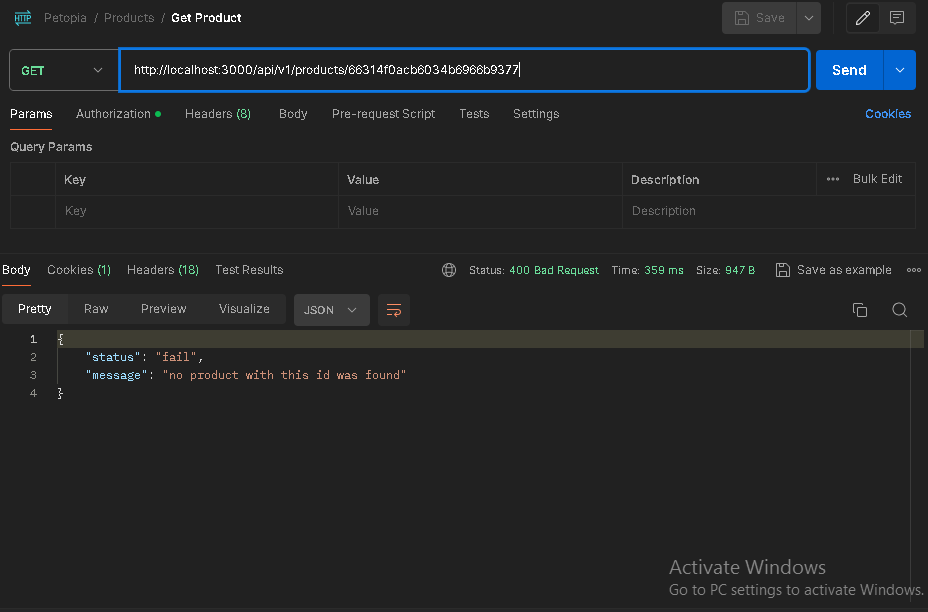 HTTP Petopia / Products / Get Product Save
GET http://localhost:3000/api/v1/products/66314f0acb6034b6966b9377 Send
Params Authorization Headers (8) Body Pre-request Script Tests Settings Cookies
Query Params
Key Value Description ••• Bulk Edit
Key Value Description
Body Cookies (1) Headers (18) Test Results Status: 400 Bad Request Time: 359 ms Size: 947 B Save as example
Pretty Raw Preview Visualize JSON
1 {
2 "status": "fail",
3 "message": "no product with this id was found"
4 }
Activate Windows
Go to PC settings to activate Windows.